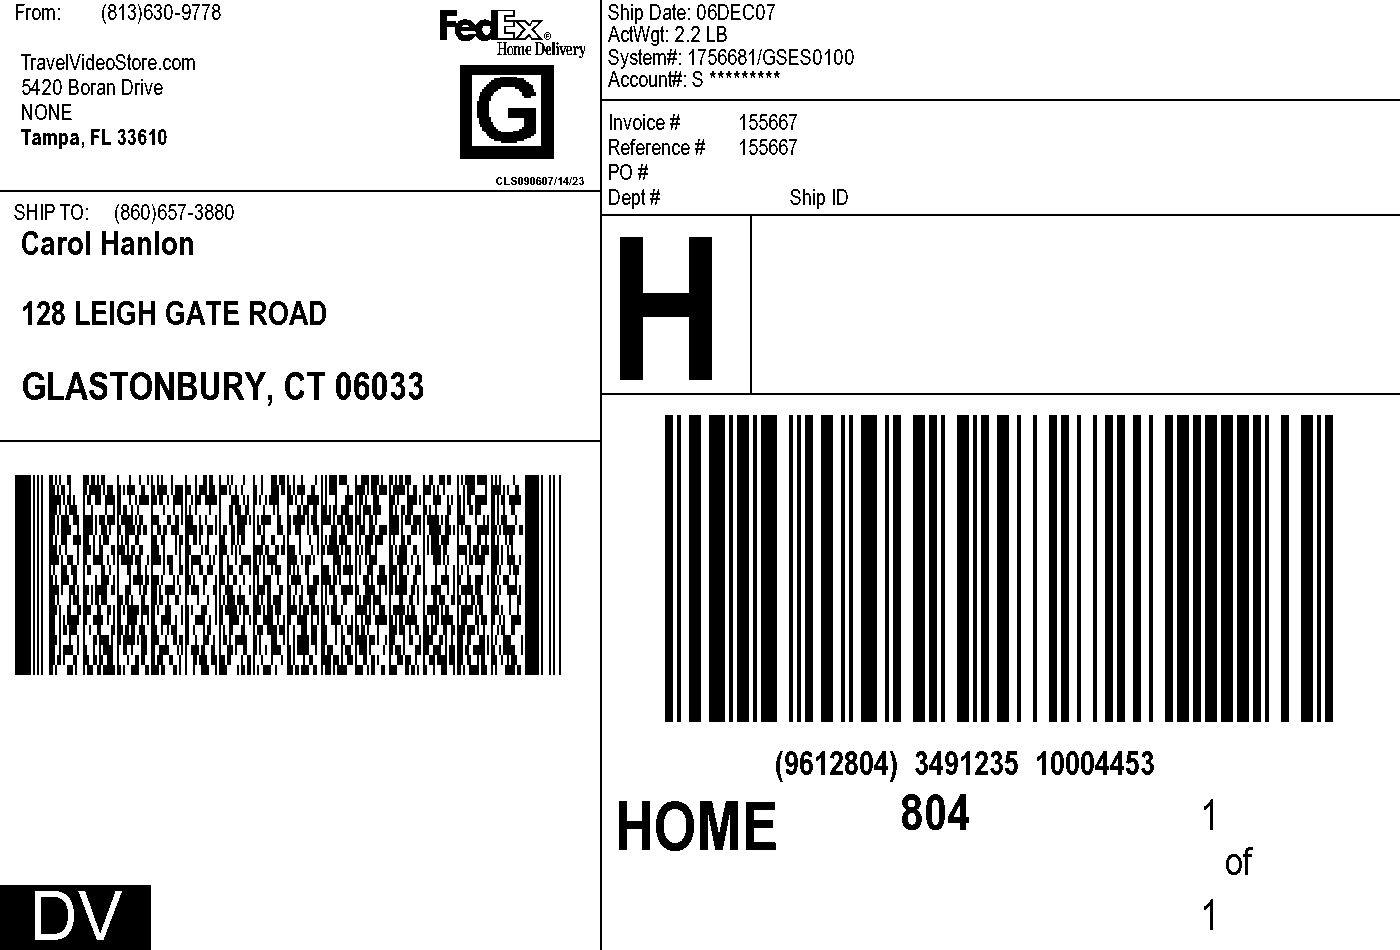 From: (813)630-9778
TravelVideoStore.com
5420 Boran Drive
NONE
Tampa, FL 33610
FedEx®
Home Delivery
G
CLS090607/14/23
Ship Date: 06DEC07
ActWgt: 2.2 LB
System#: 1756681/GSES0100
Account#: S *********
Invoice # 155667
Reference # 155667
PO #
Dept # Ship ID
SHIP TO: (860)657-3880
Carol Hanlon
128 LEIGH GATE ROAD
GLASTONBURY, CT 06033
H
(9612804) 3491235 10004453
HOME 804 1
of
1
DV